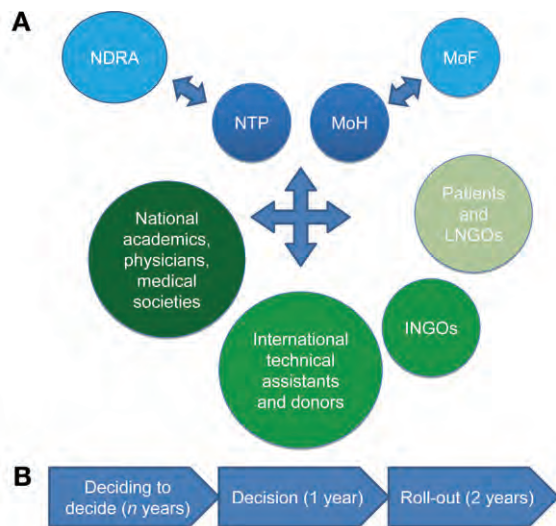 A
NDRA
MoF
NTP
MoH
National
academics,
physicians,
medical
societies
Patients
and
LNGOs
INGOs
International
technical
assistants
and donors
B
Deciding to
decide (n years)
Decision (1 year)
Roll-out (2 years)